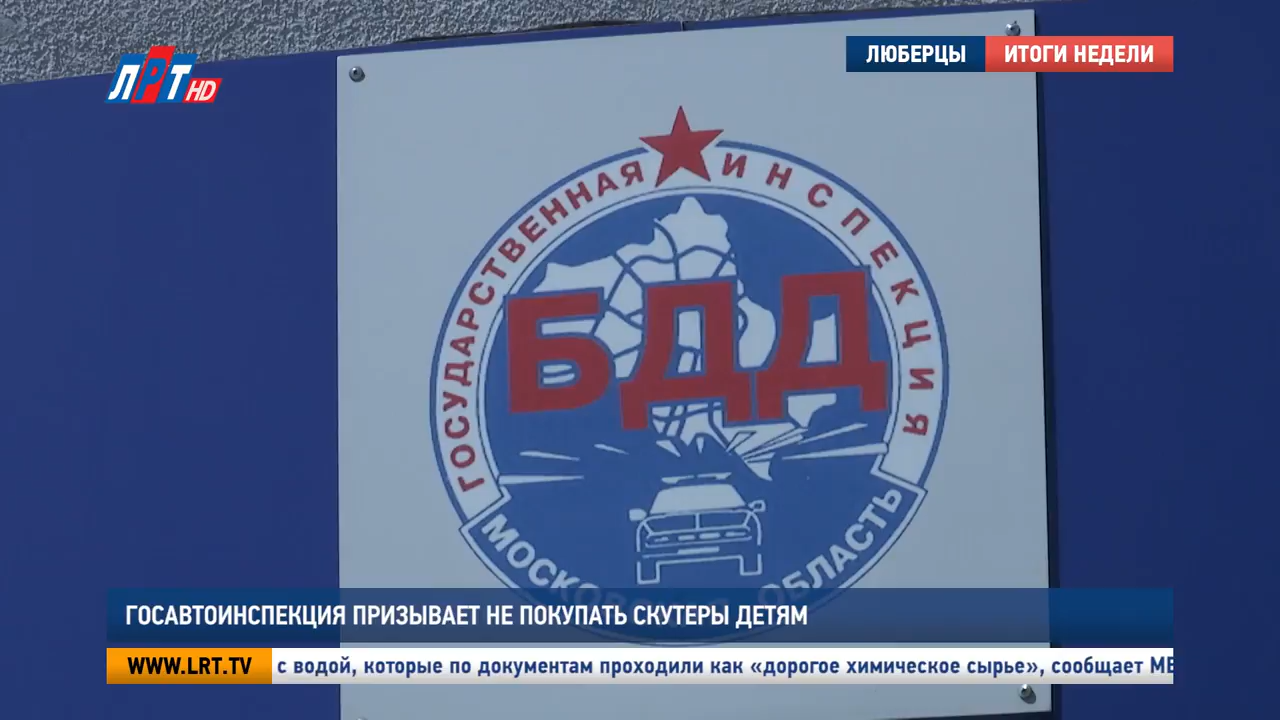 ЛРТ HD
ЛЮБЕРЦЫ ИТОГИ НЕДЕЛИ
ГОСУДАРСТВЕННАЯ ИНСПЕКЦИЯ
БДД
ОБЛАСТЬ
ГОСАВТОИНСПЕКЦИЯ ПРИЗЫВАЕТ НЕ ПОКУПАТЬ СКУТЕРЫ ДЕТЯМ
WWW.LRT.TV с водой, которые по документам проходили как «дорогое химическое сырье», сообщает